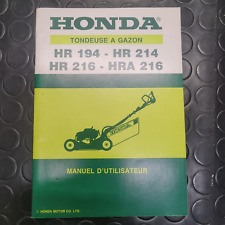 HONDA
TONDEUSE A GAZON
HR 194 - HR 214
HR 216 - HRA 216
MANUEL D'UTILISATEUR
© HONDA MOTOR CO. LTD.